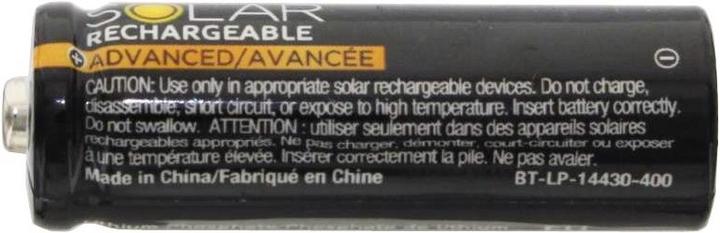 SOLAR
RECHARGEABLE
ADVANCED/AVANCÉE
CAUTION: Use only in appropriate solar rechargeable devices. Do not charge,
disassemble, short circuit, or expose to high temperature. Insert battery correctly.
Do not swallow. ATTENTION : utiliser seulement dans des appareils solaires
rechargeables appropriés. Ne pas charger, démonter, court-circuiter ou exposer
à une température élevée. Insérer correctement la pile. Ne pas avaler.
Made in China/Fabriqué en Chine BT-LP-14430-400